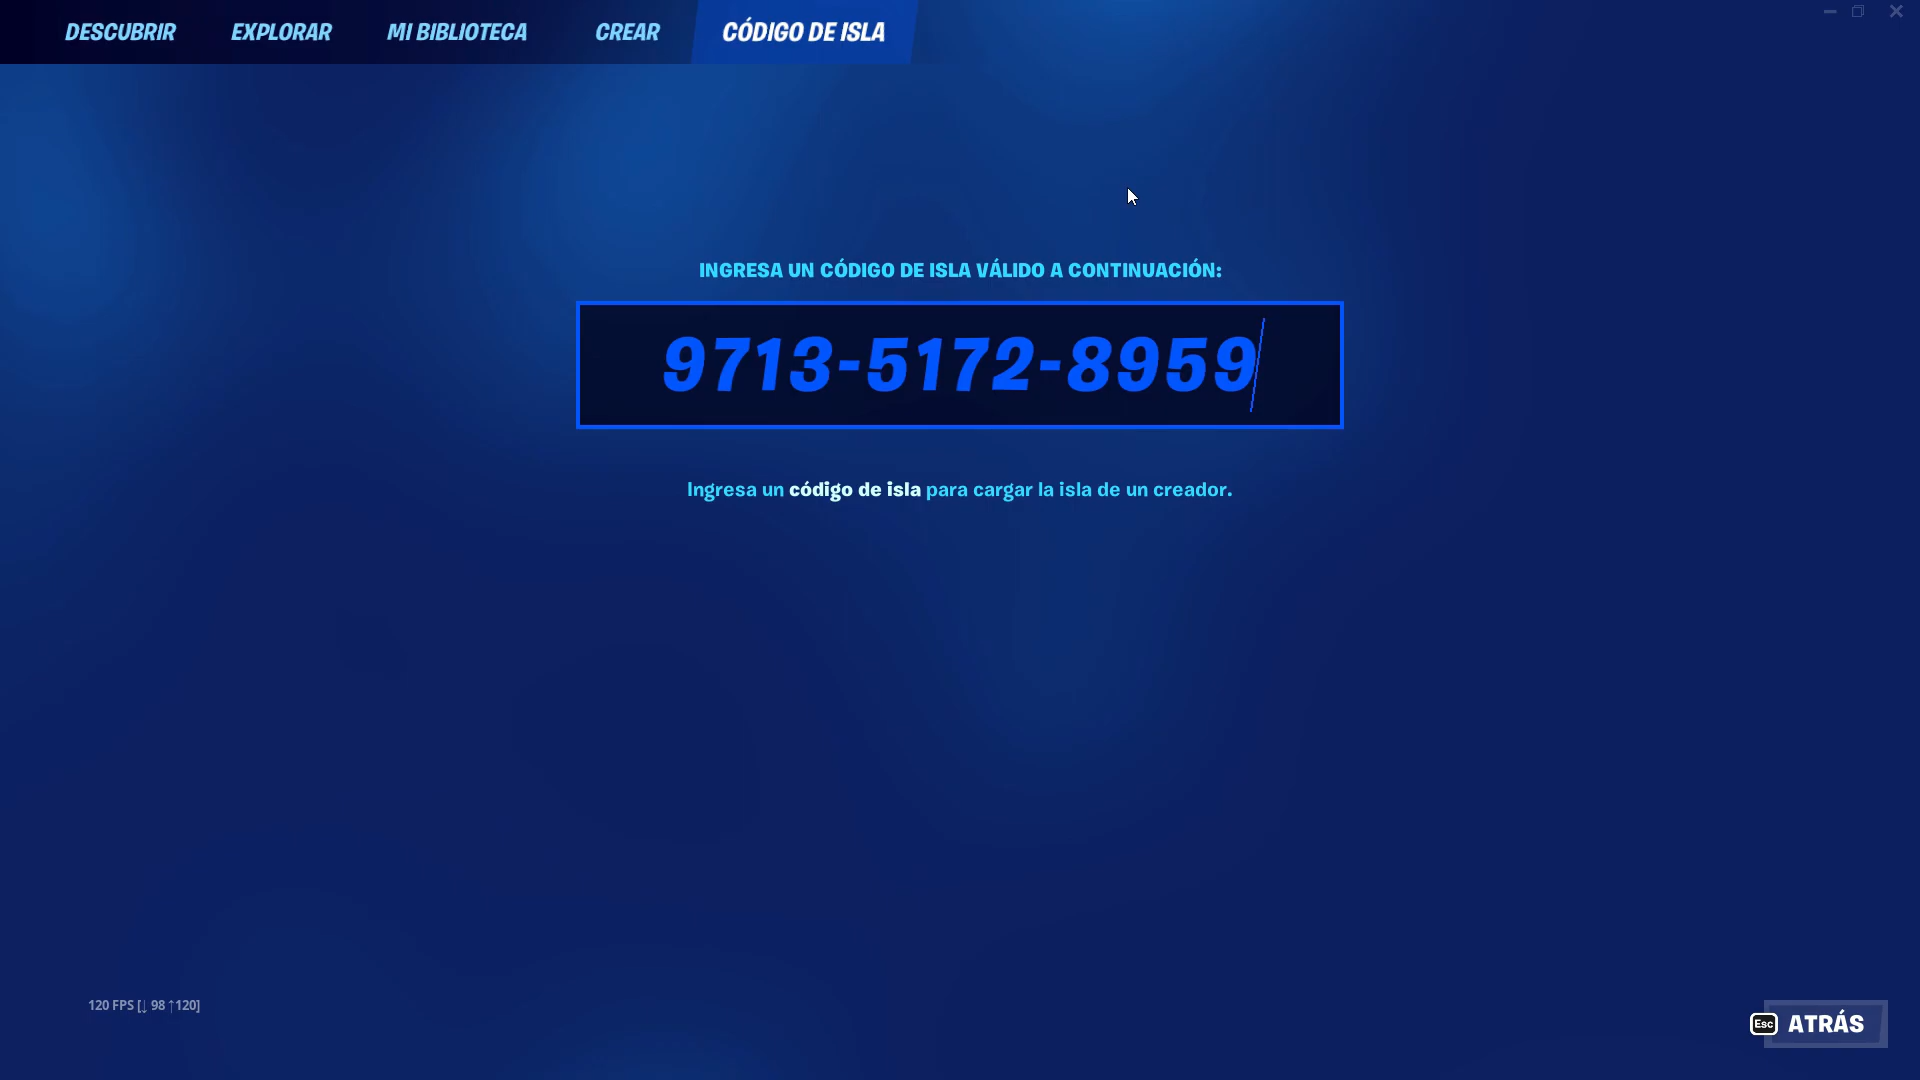 DESCUBRIR EXPLORAR MI BIBLIOTECA CREAR CÓDIGO DE ISLA
INGRESA UN CÓDIGO DE ISLA VÁLIDO A CONTINUACIÓN:
9713-5172-8959
Ingresa un código de isla para cargar la isla de un creador.
120 FPS [↓ 98 ↑120]
Esc ATRÁS